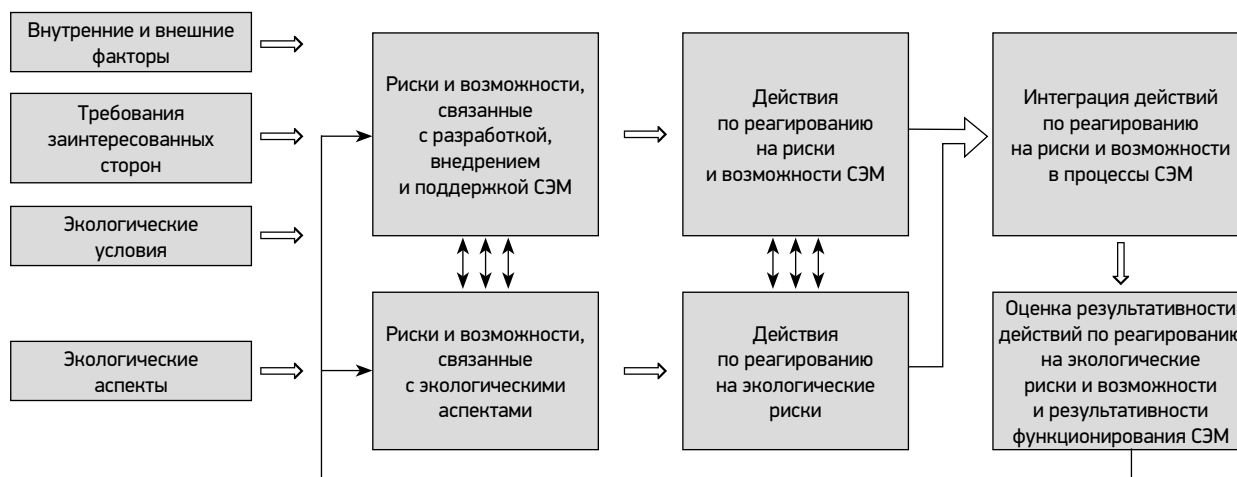 Внутренние и внешние
факторы
Требования
заинтересованных
сторон
Экологические
условия
Экологические
аспекты
Риски и возможности,
связанные
с разработкой,
внедрением
и поддержкой СЭМ
Риски и возможности,
связанные
с экологическими
аспектами
Действия
по реагированию
на риски
и возможности СЭМ
Действия
по реагированию
на экологические
риски
Интеграция действий
по реагированию
на риски и возможности
в процессы СЭМ
Оценка результативности
действий по реагированию
на экологические
риски и возможности
и результативности
функционирования СЭМ